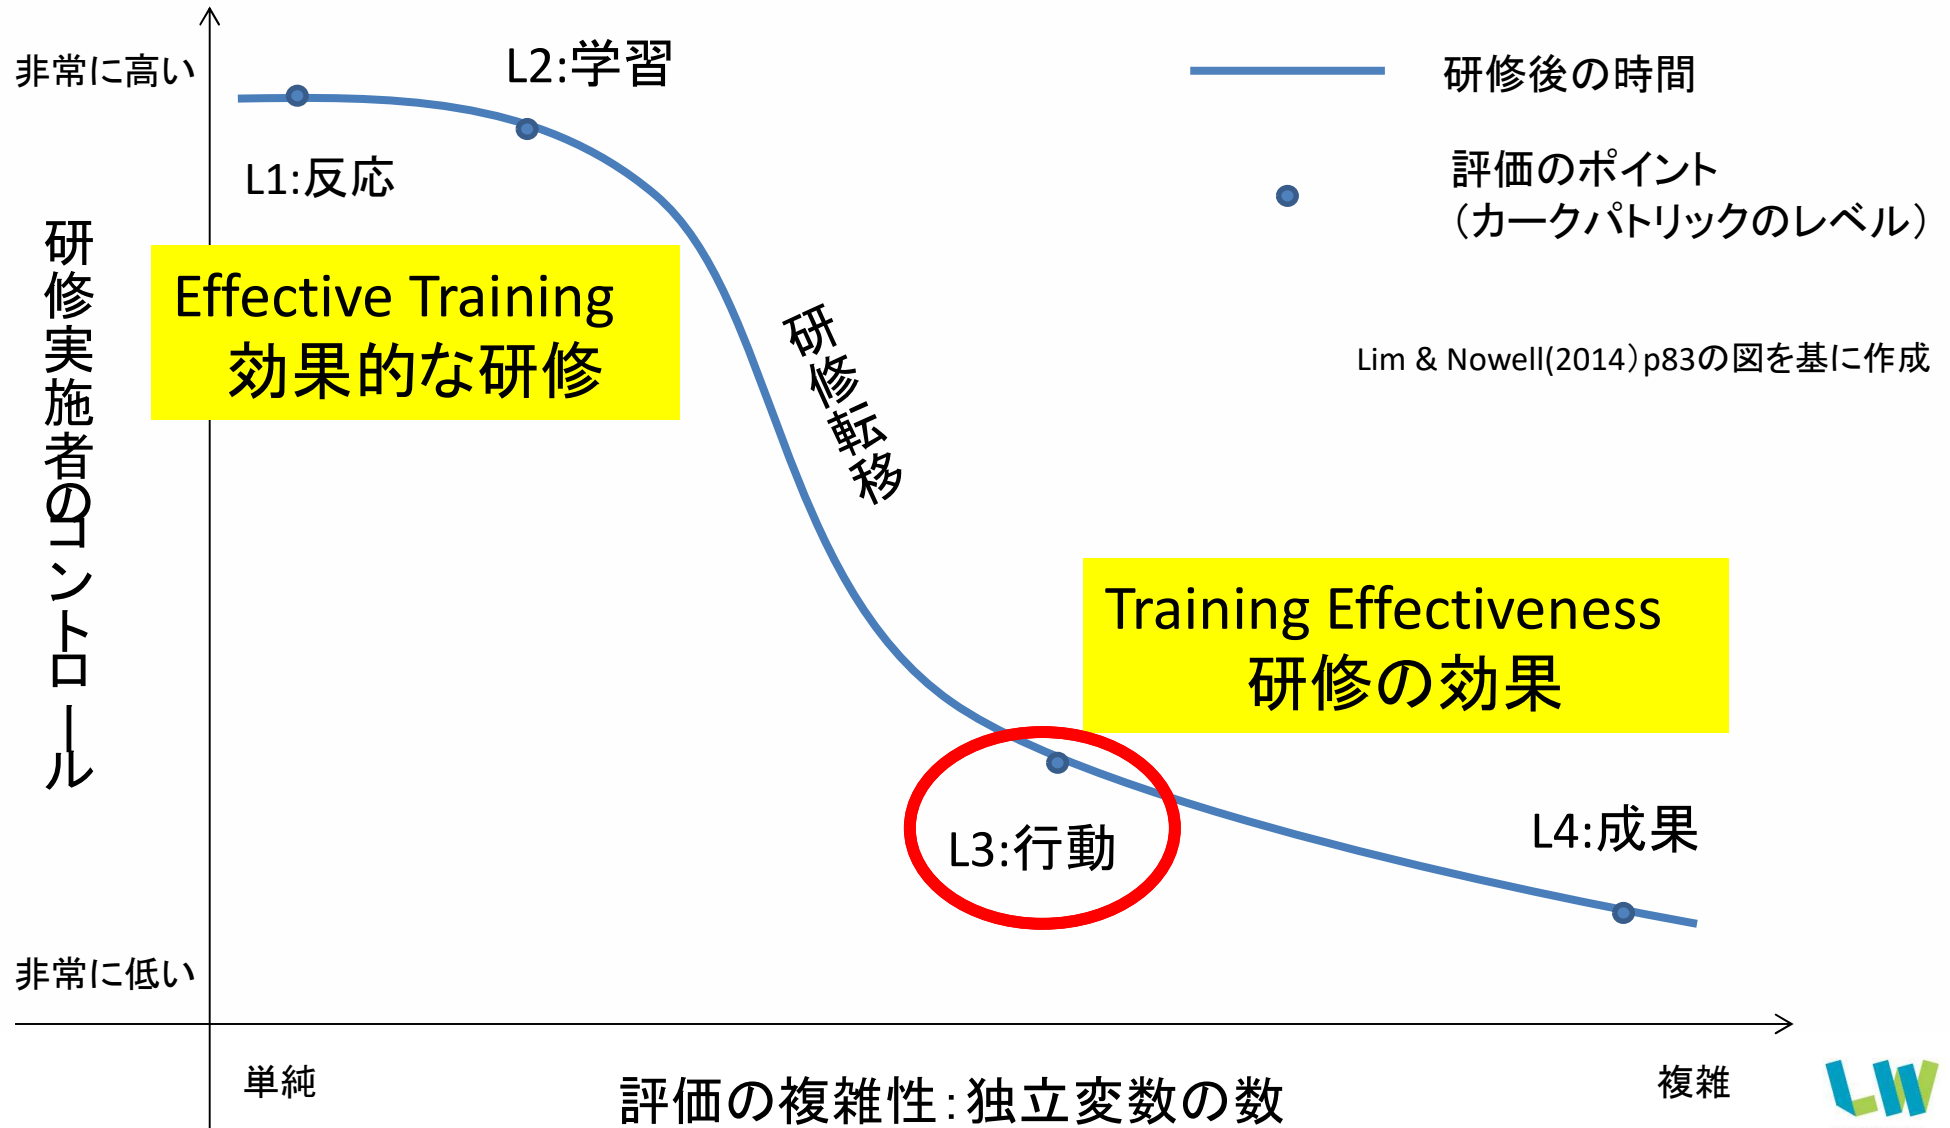 非常に高い
L2:学習
研修後の時間
L1:反応
評価のポイント
（カークパトリックのレベル）
研修実施者のコントロール
Effective Training
効果的な研修
研修転移
Lim & Nowell(2014）p83の図を基に作成
Training Effectiveness
研修の効果
L3:行動
L4:成果
非常に低い
単純
評価の複雑性：独立変数の数
複雑
LW